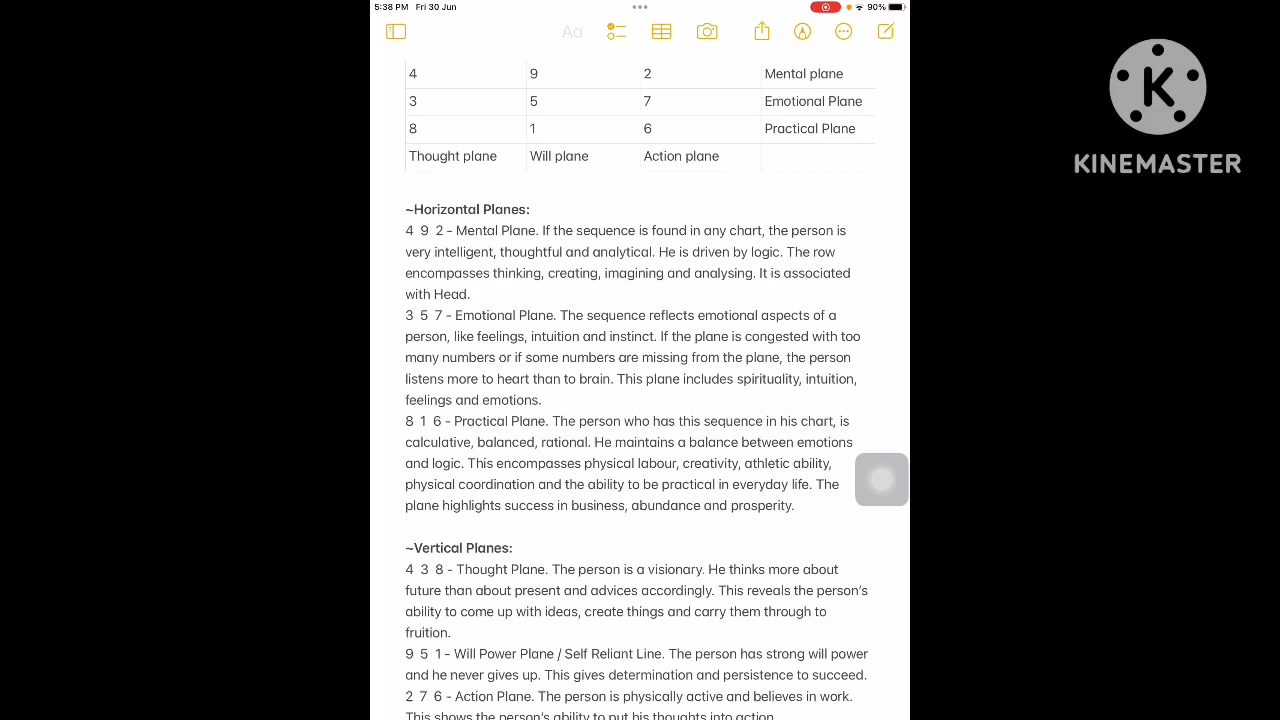 5:38 PM Fri 30 Jun
90%
Aa
K
KINEMASTER
4 9 2 Mental plane
3 5 7 Emotional Plane
8 1 6 Practical Plane
Thought plane Will plane Action plane
~Horizontal Planes:
4 9 2 - Mental Plane. If the sequence is found in any chart, the person is
very intelligent, thoughtful and analytical. He is driven by logic. The row
encompasses thinking, creating, imagining and analysing. It is associated
with Head.
3 5 7 - Emotional Plane. The sequence reflects emotional aspects of a
person, like feelings, intuition and instinct. If the plane is congested with too
many numbers or if some numbers are missing from the plane, the person
listens more to heart than to brain. This plane includes spirituality, intuition,
feelings and emotions.
8 1 6 - Practical Plane. The person who has this sequence in his chart, is
calculative, balanced, rational. He maintains a balance between emotions
and logic. This encompasses physical labour, creativity, athletic ability,
physical coordination and the ability to be practical in everyday life. The
plane highlights success in business, abundance and prosperity.
~Vertical Planes:
4 3 8 - Thought Plane. The person is a visionary. He thinks more about
future than about present and advices accordingly. This reveals the person's
ability to come up with ideas, create things and carry them through to
fruition.
9 5 1 - Will Power Plane / Self Reliant Line. The person has strong will power
and he never gives up. This gives determination and persistence to succeed.
2 7 6 - Action Plane. The person is physically active and believes in work.
This shows the person's ability to put his thoughts into action.